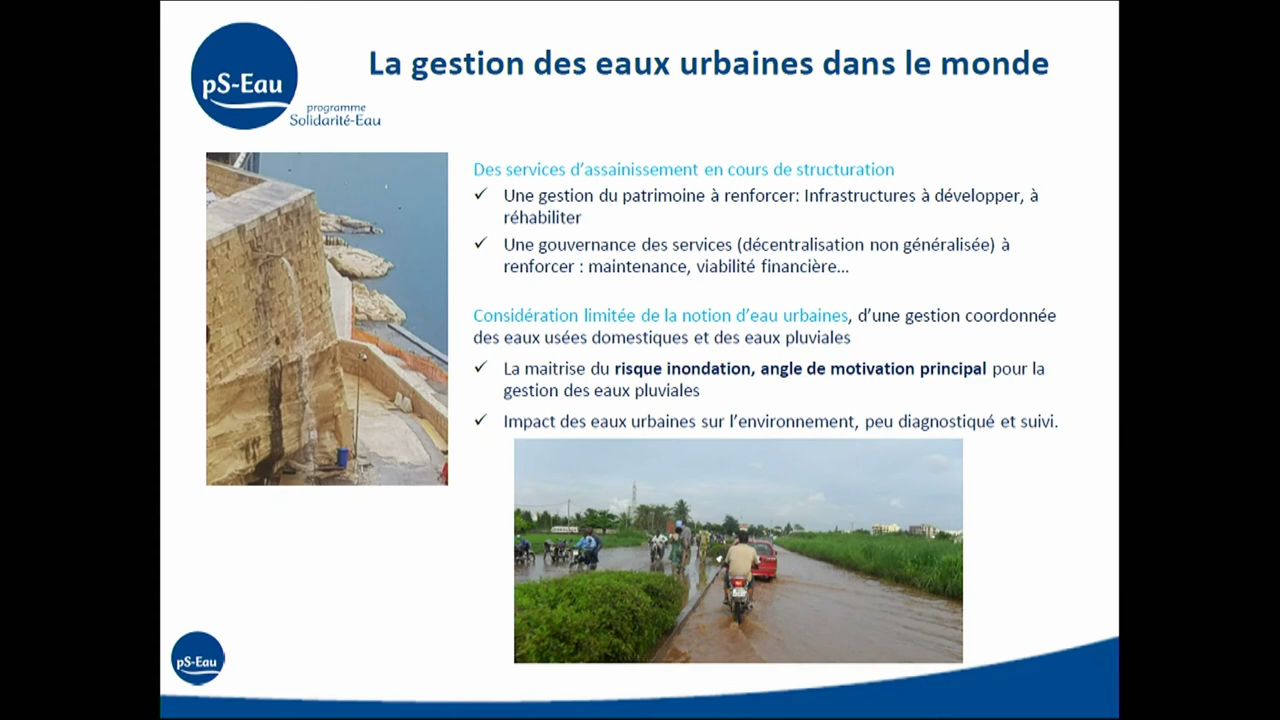 La gestion des eaux urbaines dans le monde
pS-Eau
programme
Solidarité-Eau
Des services d'assainissement en cours de structuration
✓ Une gestion du patrimoine à renforcer: Infrastructures à développer, à
réhabiliter
✓ Une gouvernance des services (décentralisation non généralisée) à
renforcer : maintenance, viabilité financière...
Considération limitée de la notion d'eau urbaines, d'une gestion coordonnée
des eaux usées domestiques et des eaux pluviales
✓ La maitrise du risque inondation, angle de motivation principal pour la
gestion des eaux pluviales
✓ Impact des eaux urbaines sur l'environnement, peu diagnostiqué et suivi.
pS-Eau